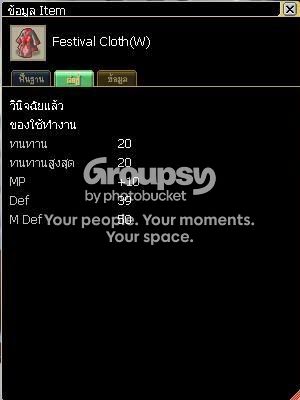 ข้อมูล Item
Festival Cloth(W)
พื้นฐาน ข้อมูล
วินิจฉัยแล้ว
ของใช้ทำงาน
ทนทาน 20
ทนทานสูงสุด 20
MP +10
Groupsy
by photobucket
Def 39
M Def 50
Your people. Your moments.
Your space.